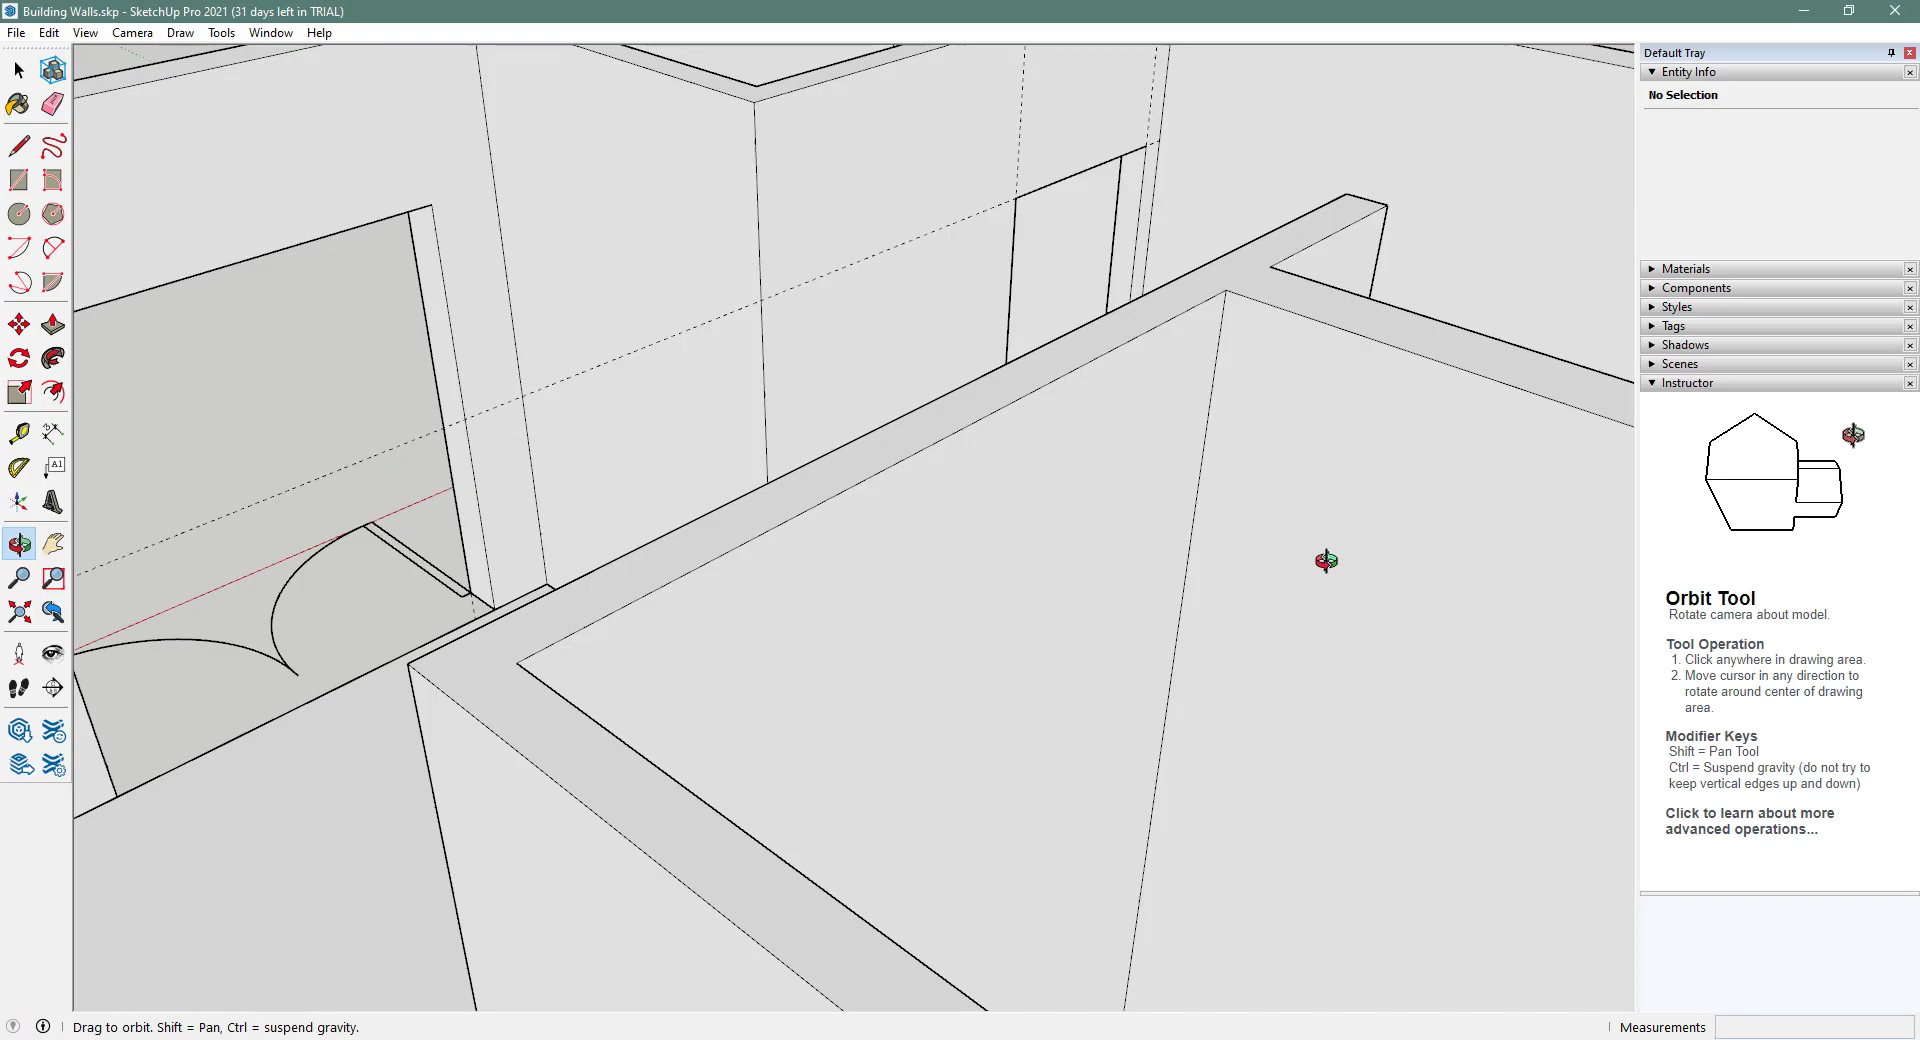 Building Walls.skp - SketchUp Pro 2021 (31 days left in TRIAL)
File Edit View Camera Draw Tools Window Help
Default Tray
Entity Info
No Selection
A1
Materials
Components
Styles
Tags
Shadows
Scenes
Instructor
Orbit Tool
Rotate camera about model.
Tool Operation
1. Click anywhere in drawing area.
2. Move cursor in any direction to
rotate around center of drawing
area.
Modifier Keys
Shift = Pan Tool
Ctrl = Suspend gravity (do not try to
keep vertical edges up and down)
Click to learn about more
advanced operations...
Drag to orbit. Shift = Pan, Ctrl = suspend gravity.
Measurements